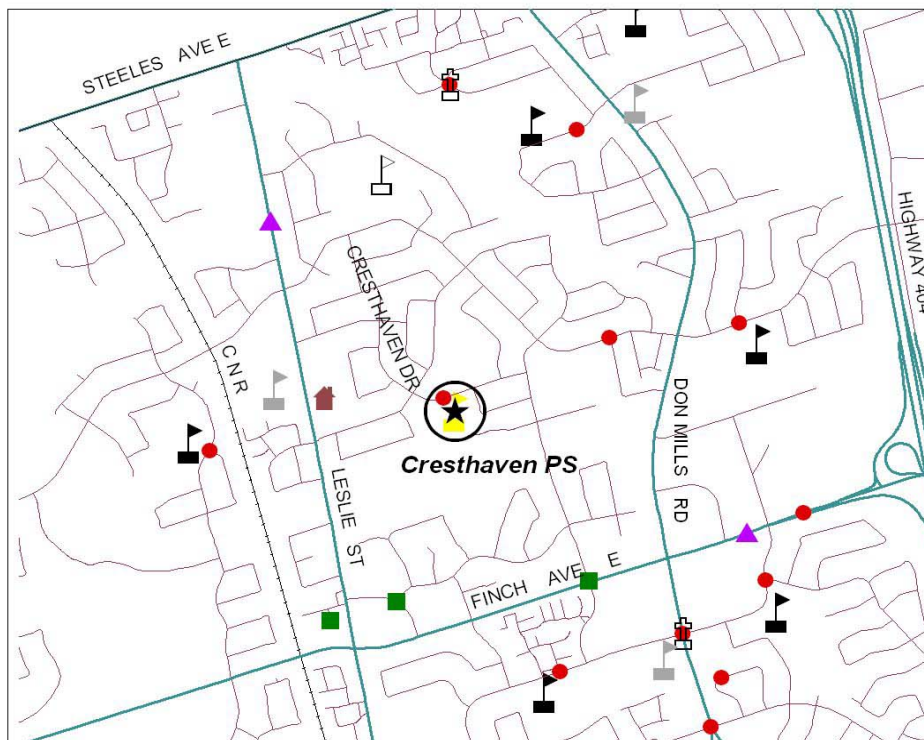 STEELES AVE E
HIGHWAY 404
CRESTHAVEN DR
C N R
DON MILLS RD
Cresthaven PS
LESLIE ST
FINCH AVE E